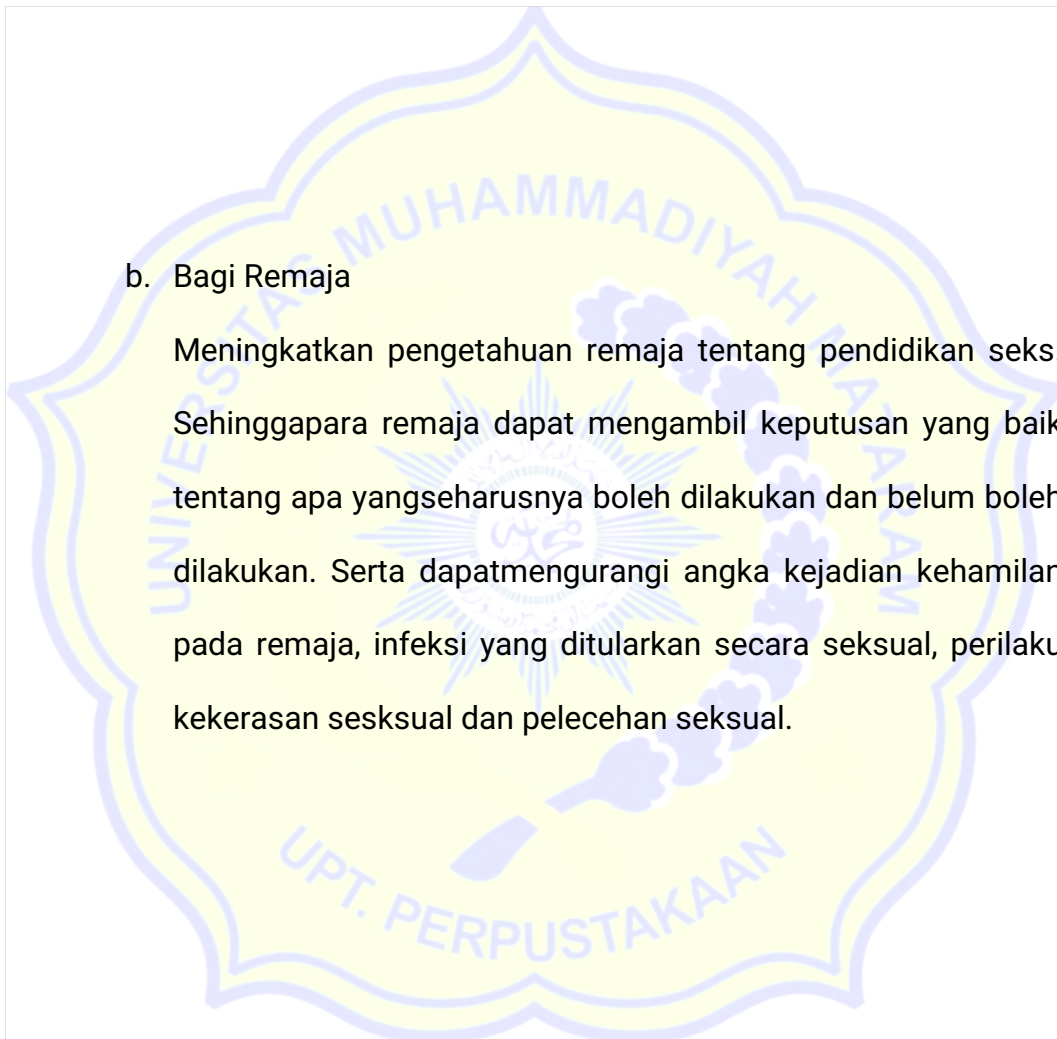 UNIVERSITAS MUHAMMADIYAH MATARAM
b. Bagi Remaja
Meningkatkan pengetahuan remaja tentang pendidikan seks.
Sehinggapara remaja dapat mengambil keputusan yang baik
tentang apa yangseharusnya boleh dilakukan dan belum boleh
dilakukan. Serta dapatmengurangi angka kejadian kehamilan
pada remaja, infeksi yang ditularkan secara seksual, perilaku
kekerasan sesksual dan pelecehan seksual.
UPT. PERPUSTAKAAN